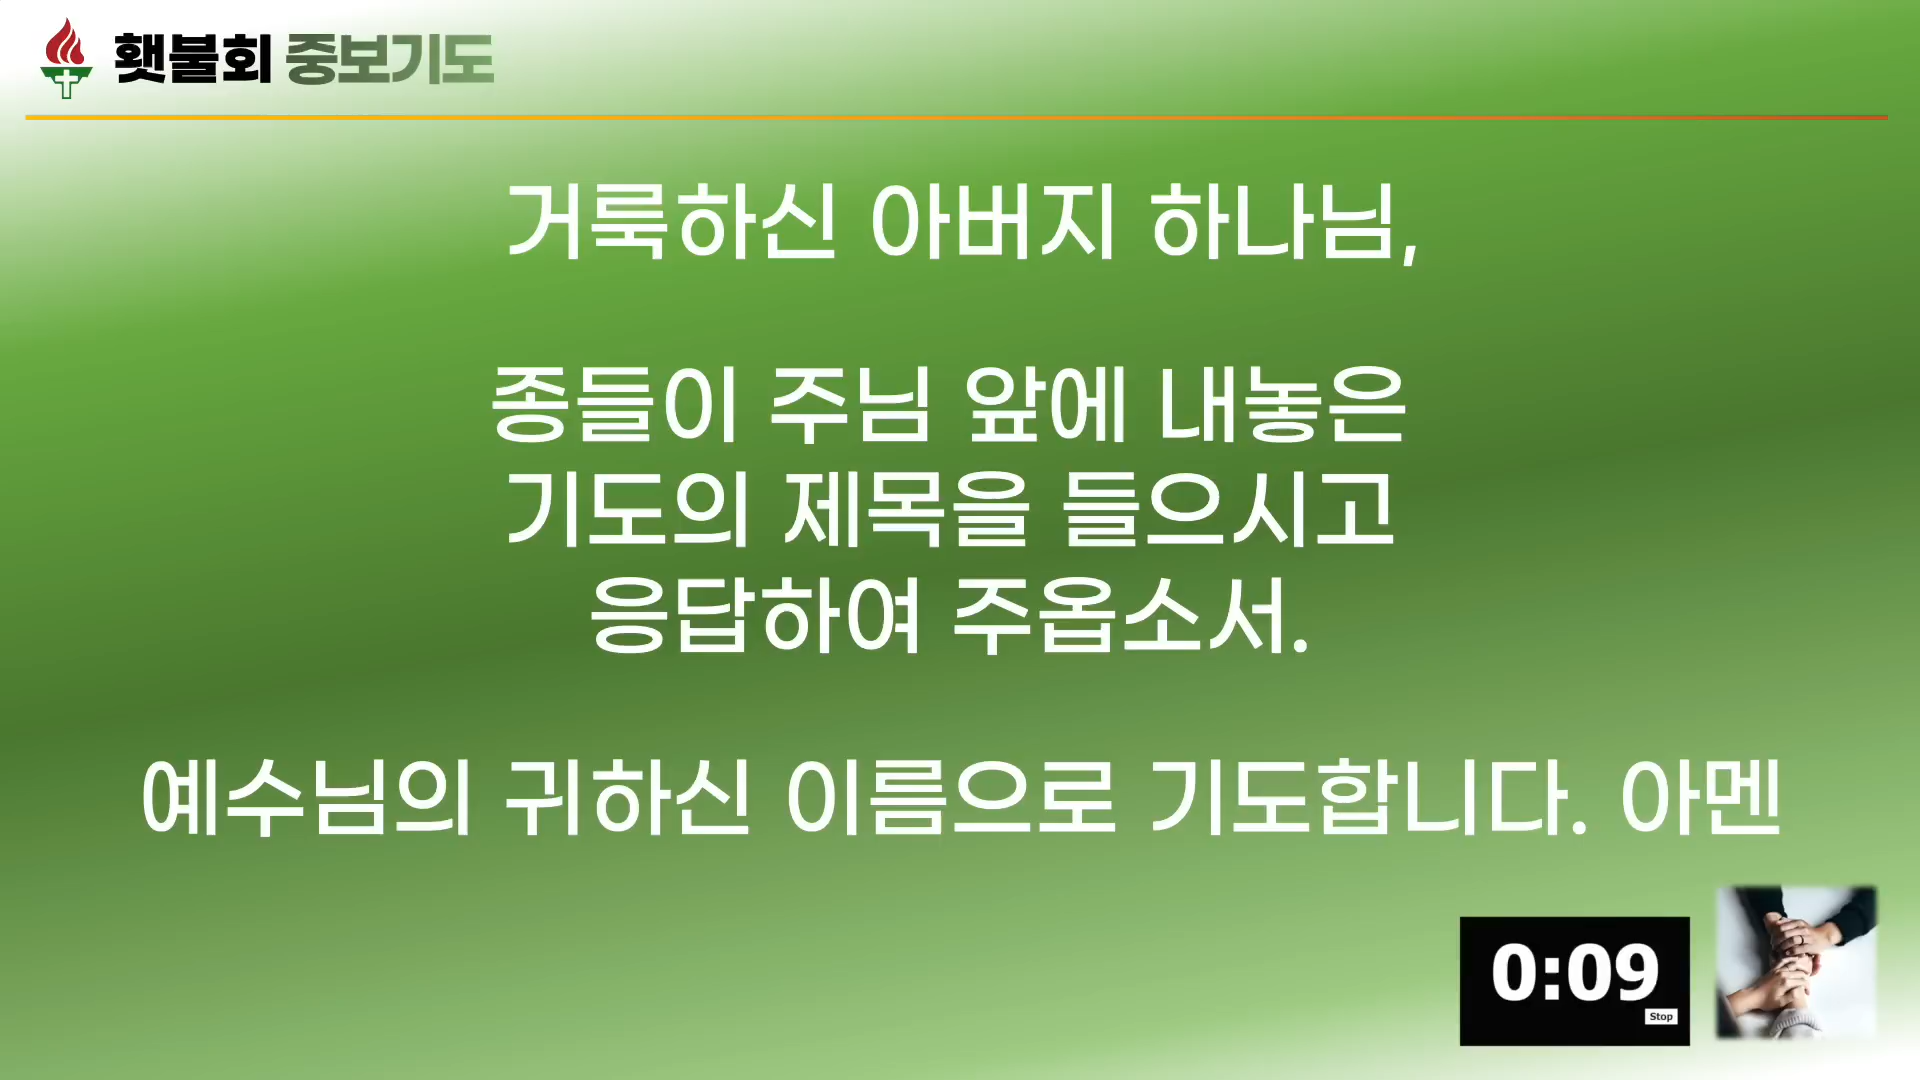 횃불회 중보기도
거룩하신 아버지 하나님,
종들이 주님 앞에 내놓은
기도의 제목을 들으시고
응답하여 주옵소서.
예수님의 귀하신 이름으로 기도합니다. 아멘
0:09
Stop